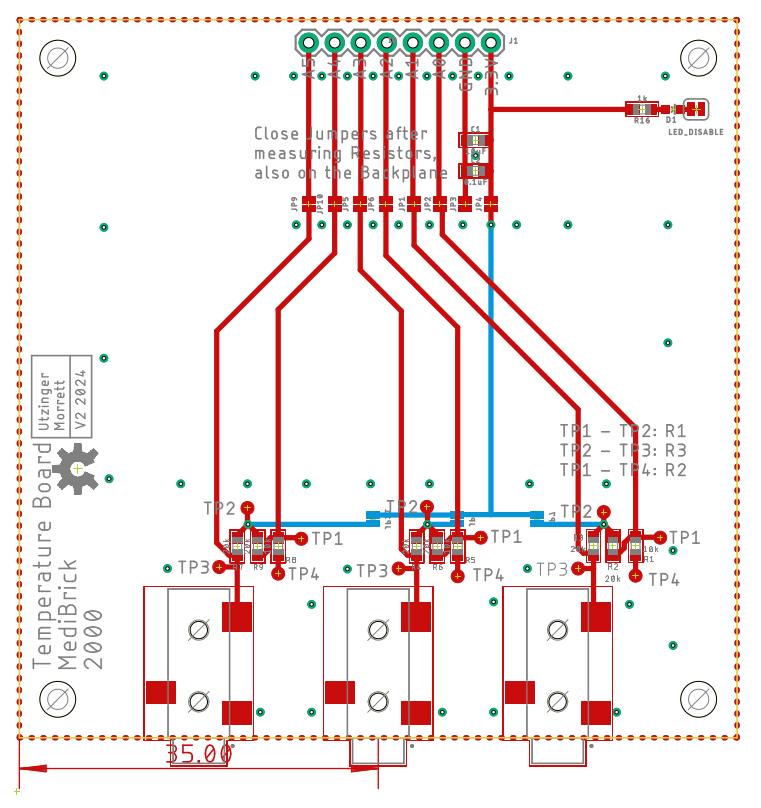 J1
A5
A4
A3
A2
A1
A0
GND
3.3V
1k
R16
D1
LED_DISABLE
C1
0.1uF
Close Jumpers after
measuring Resistors,
also on the Backplane
JP9
JP10
JP5
JP6
JP1
JP2
JP3
JP4
Utzinger
Morrett
V2 2024
TP1 - TP2: R1
TP2 - TP3: R3
TP1 - TP4: R2
TP2
TP2
TP2
TP1
TP1
TP1
20k
R9
R8
R6
R5
R3
R2
20k
10k
R1
TP3
TP4
TP3
TP4
TP3
TP4
Temperature Board
MediBrick
2000
35.00